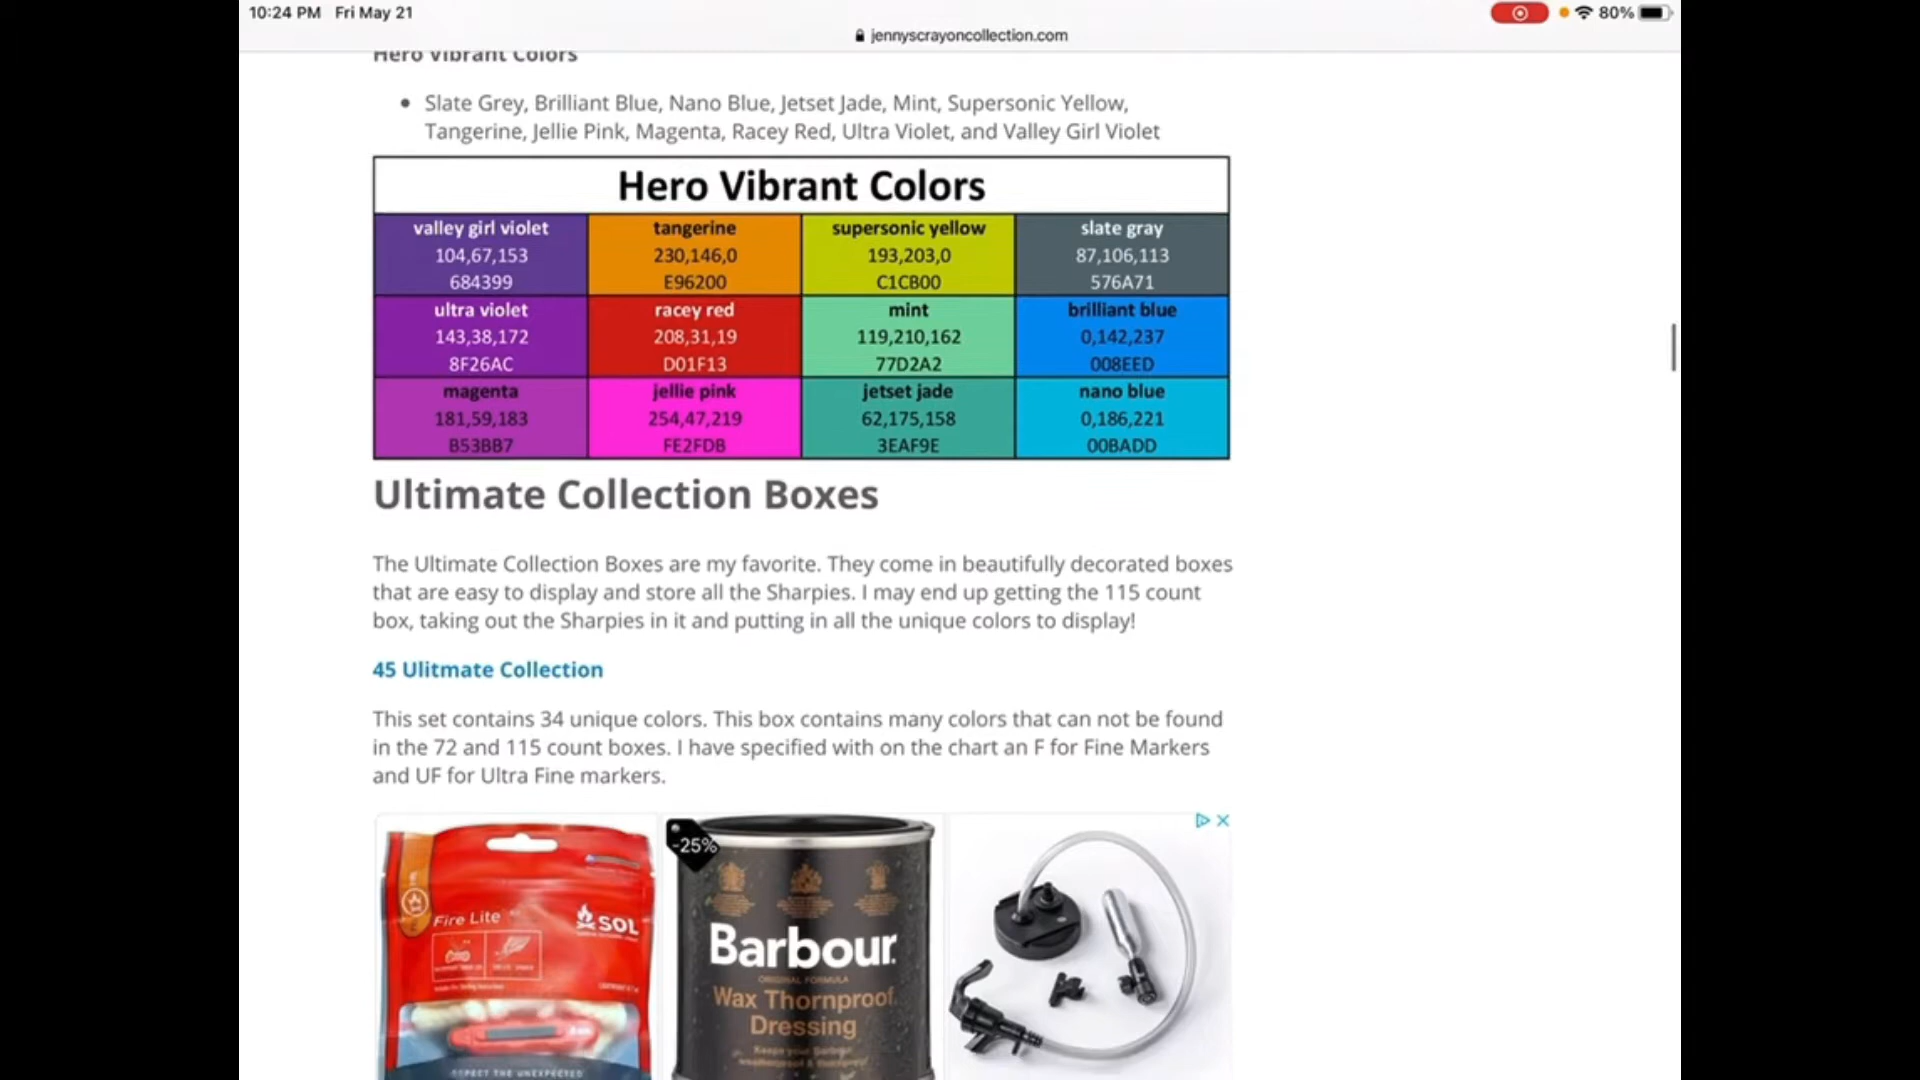 10:24 PM Fri May 21
80%
jennyscrayoncollection.com
Hero Vibrant Colors
Slate Grey, Brilliant Blue, Nano Blue, Jetset Jade, Mint, Supersonic Yellow,
Tangerine, Jellie Pink, Magenta, Racey Red, Ultra Violet, and Valley Girl Violet
Hero Vibrant Colors
valley girl violet tangerine supersonic yellow slate gray
104,67,153 230,146,0 193,203,0 87,106,113
684399 E96200 C1CB00 576A71
ultra violet racey red mint brilliant blue
143,38,172 208,31,19 119,210,162 0,142,237
8F26AC D01F13 77D2A2 008EED
magenta jellie pink jetset jade nano blue
181,59,183 254,47,219 62,175,158 0,186,221
B53BB7 FE2FDB 3EAF9E 00BADD
Ultimate Collection Boxes
The Ultimate Collection Boxes are my favorite. They come in beautifully decorated boxes
that are easy to display and store all the Sharpies. I may end up getting the 115 count
box, taking out the Sharpies in it and putting in all the unique colors to display!
45 Ulitmate Collection
This set contains 34 unique colors. This box contains many colors that can not be found
in the 72 and 115 count boxes. I have specified with on the chart an F for Fine Markers
and UF for Ultra Fine markers.
Fire Lite
SOL
EXPECT THE UNEXPECTED
-25%
Barbour
ORIGINAL FORMULA
Wax Thornproof
Dressing
Keeps your Barbour
weatherproof & thornproof